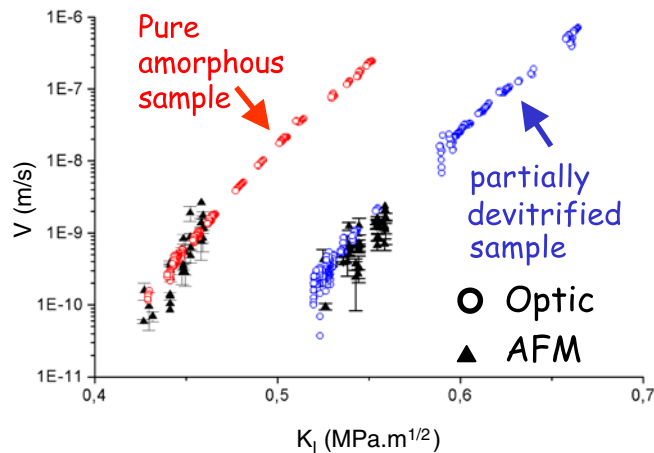 1E-6
1E-7
1E-8
1E-9
1E-10
1E-11
V (m/s)
Pure
amorphous
sample
partially
devitrified
sample
Optic
AFM
0,4 0,5 0,6 0,7
K_I (MPa.m^{1/2})